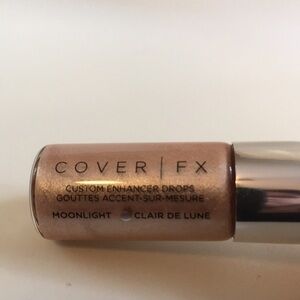 COVER | FX
CUSTOM ENHANCER DROPS
GOUTTES ACCENT-SUR-MESURE
MOONLIGHT CLAIR DE LUNE